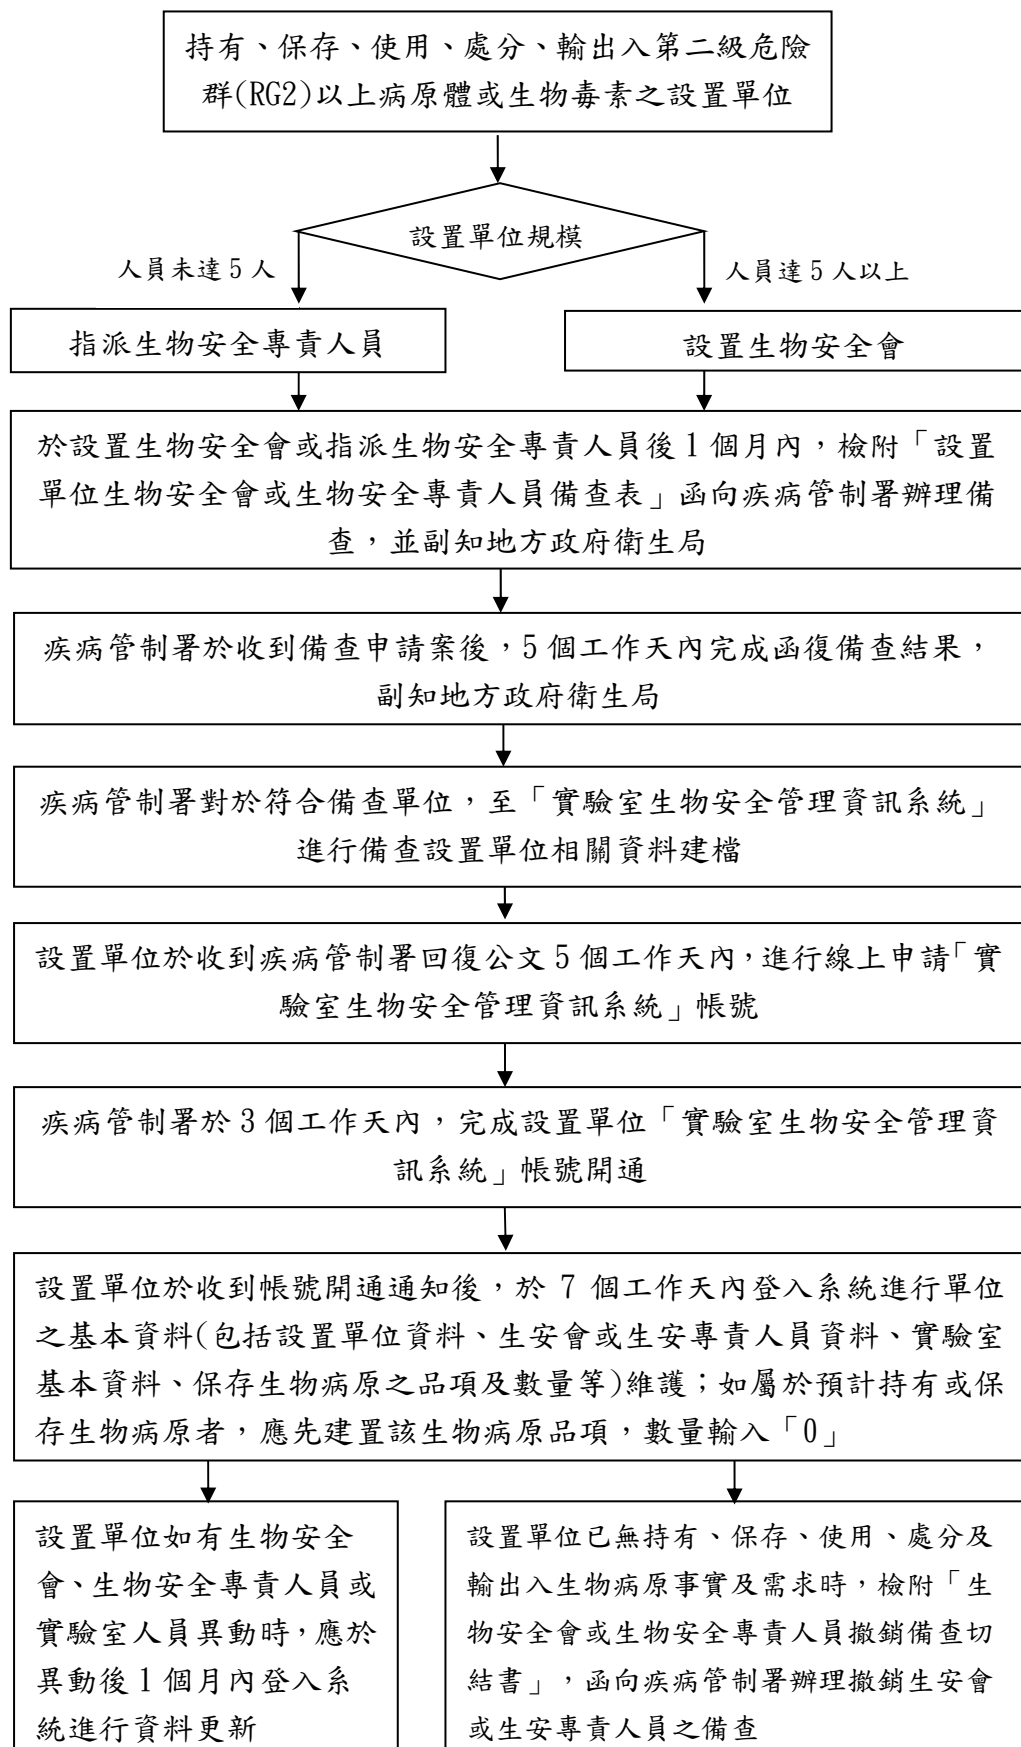 持有、保存、使用、處分、輸出入第二級危險
群(RG2)以上病原體或生物毒素之設置單位
設置單位規模
人員未達 5 人
人員達 5 人以上
指派生物安全專責人員
設置生物安全會
於設置生物安全會或指派生物安全專責人員後 1 個月內，檢附「設置
單位生物安全會或生物安全專責人員備查表」函向疾病管制署辦理備
查，並副知地方政府衛生局
疾病管制署於收到備查申請案後，5 個工作天內完成函復備查結果，
副知地方政府衛生局
疾病管制署對於符合備查單位，至「實驗室生物安全管理資訊系統」
進行備查設置單位相關資料建檔
設置單位於收到疾病管制署回復公文 5 個工作天內，進行線上申請「實
驗室生物安全管理資訊系統」帳號
疾病管制署於 3 個工作天內，完成設置單位「實驗室生物安全管理資
訊系統」帳號開通
設置單位於收到帳號開通通知後，於 7 個工作天內登入系統進行單位
之基本資料(包括設置單位資料、生安會或生安專責人員資料、實驗室
基本資料、保存生物病原之品項及數量等)維護；如屬於預計持有或保
存生物病原者，應先建置該生物病原品項，數量輸入「0」
設置單位如有生物安全
會、生物安全專責人員或
實驗室人員異動時，應於
異動後 1 個月內登入系
統進行資料更新
設置單位已無持有、保存、使用、處分及
輸出入生物病原事實及需求時，檢附「生
物安全會或生物安全專責人員撤銷備查切
結書」，函向疾病管制署辦理撤銷生安會
或生安專責人員之備查